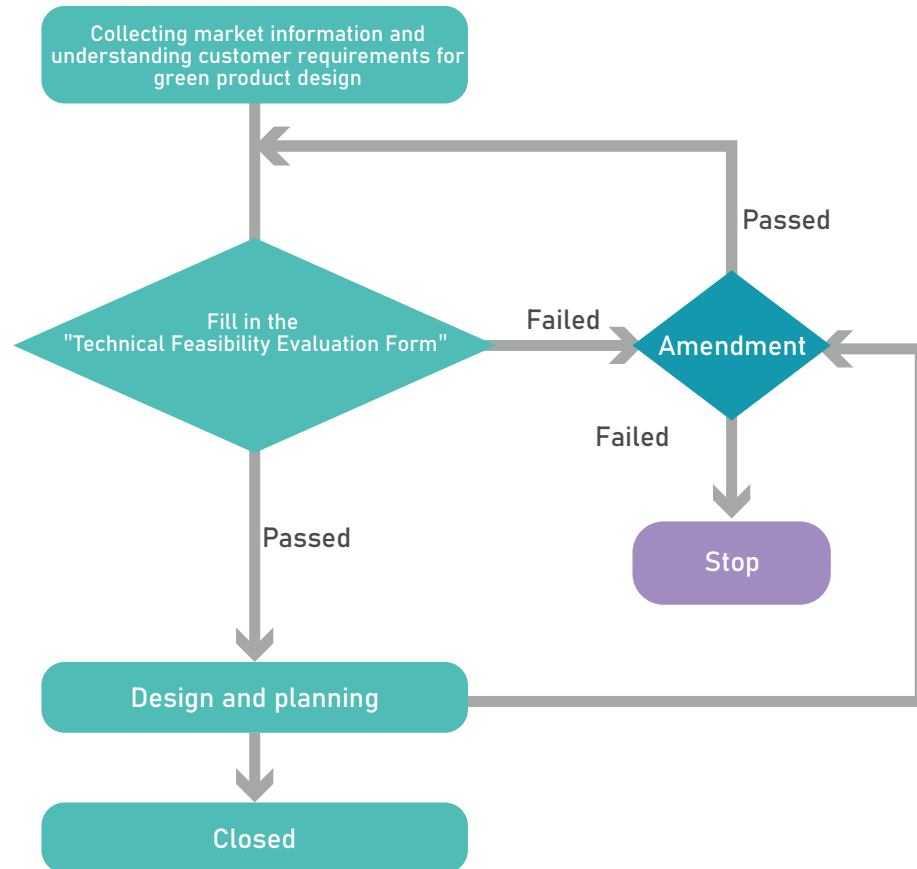 Collecting market information and
understanding customer requirements for
green product design
Passed
Fill in the
"Technical Feasibility Evaluation Form"
Failed
Amendment
Failed
Passed
Stop
Design and planning
Closed